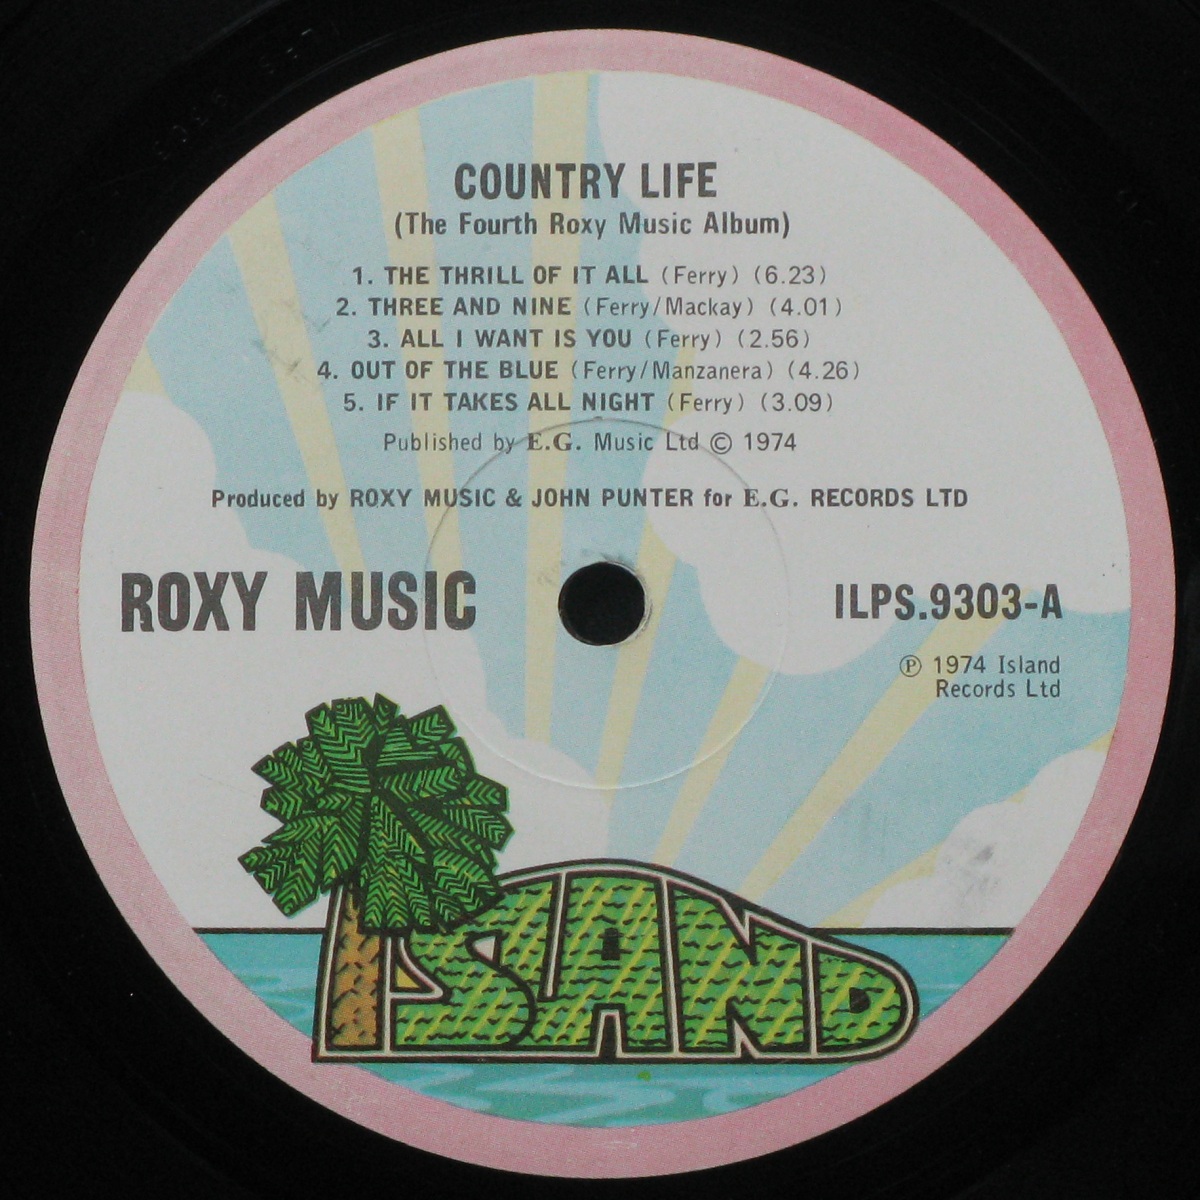 COUNTRY LIFE
(The Fourth Roxy Music Album)
1. THE THRILL OF IT ALL (Ferry) (6.23)
2. THREE AND NINE (Ferry/Mackay) (4.01)
3. ALL I WANT IS YOU (Ferry) (2.56)
4. OUT OF THE BLUE (Ferry/Manzanera) (4.26)
5. IF IT TAKES ALL NIGHT (Ferry) (3.09)
Published by E.G. Music Ltd © 1974
Produced by ROXY MUSIC & JOHN PUNTER for E.G. RECORDS LTD
ROXY MUSIC
ILPS.9303-A
℗ 1974 Island
Records Ltd
ISLAND